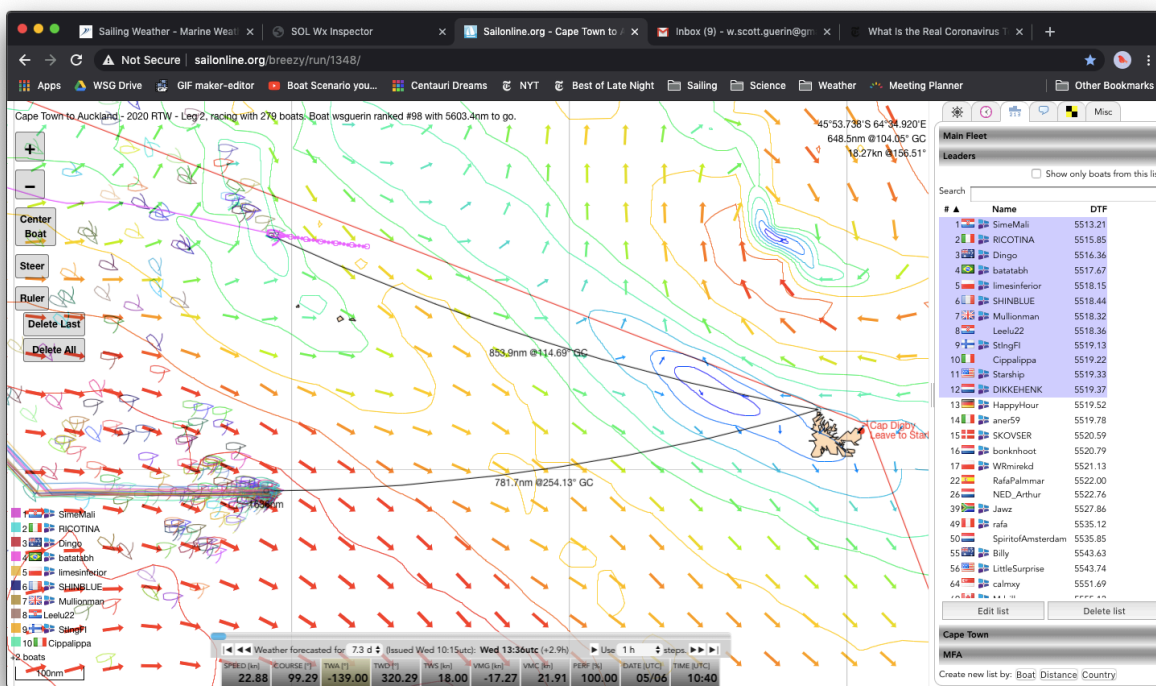 Sailing Weather - Marine Weat
SOL Wx Inspector
Sailonline.org - Cape Town to A
Inbox (9) - w.scott.guerin@gm
What Is the Real Coronavirus T
Not Secure | sailonline.org/breezy/run/1348/
Apps
WSG Drive
GIF maker-editor
Boat Scenario you...
Centauri Dreams
NYT
Best of Late Night
Sailing
Science
Weather
Meeting Planner
Other Bookmarks
Cape Town to Auckland - 2020 RTW - Leg 2, racing with 279 boats. Boat wsguerin ranked #98 with 5603.4nm to go.
45°53.738'S 64°34.920'E
648.5nm @104.05° GC
18.27kn @156.51°
+
−
Center
Boat
Steer
Ruler
Delete Last
Delete All
853.9nm @114.69° GC
Cap Digby
Leave to Star
781.7nm @254.13° GC
1 SimeMali
2 RICOTINA
3 Dingo
4 batatabh
5 limesinferior
6 SHINBLUE
7 Mullionman
8 Leelu22
9 StIngFI
10 Cippalippa
+2 boats
100nm
Weather forecasted for 7.3 d (Issued Wed 10:15utc): Wed 13:36utc (+2.9h) Use 1 h steps.
SPEED [kn] COURSE [°] TWA [°] TWD [°] TWS [kn] VMG [kn] VMC [kn] PERF [%] DATE [UTC] TIME [UTC]
22.88 99.29 -139.00 320.29 18.00 -17.27 21.91 100.00 05/06 10:40
Misc
Main Fleet
Leaders
Show only boats from this lis
Search
# ▲ Name DTF
1 SimeMali 5513.21
2 RICOTINA 5515.85
3 Dingo 5516.36
4 batatabh 5517.67
5 limesinferior 5518.15
6 SHINBLUE 5518.44
7 Mullionman 5518.32
8 Leelu22 5518.36
9 StIngFI 5519.13
10 Cippalippa 5519.22
11 Starship 5519.33
12 DIKKEHENK 5519.37
13 HappyHour 5519.52
14 aner59 5519.78
15 SKOVSER 5520.59
16 bonknhoot 5520.79
17 WRmirekd 5521.13
22 RafaPalmmar 5522.00
26 NED_Arthur 5522.76
39 Jawz 5527.86
49 rafa 5535.12
50 SpiritofAmsterdam 5535.85
55 Billy 5543.63
56 LittleSurprise 5543.74
64 calmxy 5551.69
Edit list
Delete list
Cape Town
MFA
Create new list by: Boat Distance Country